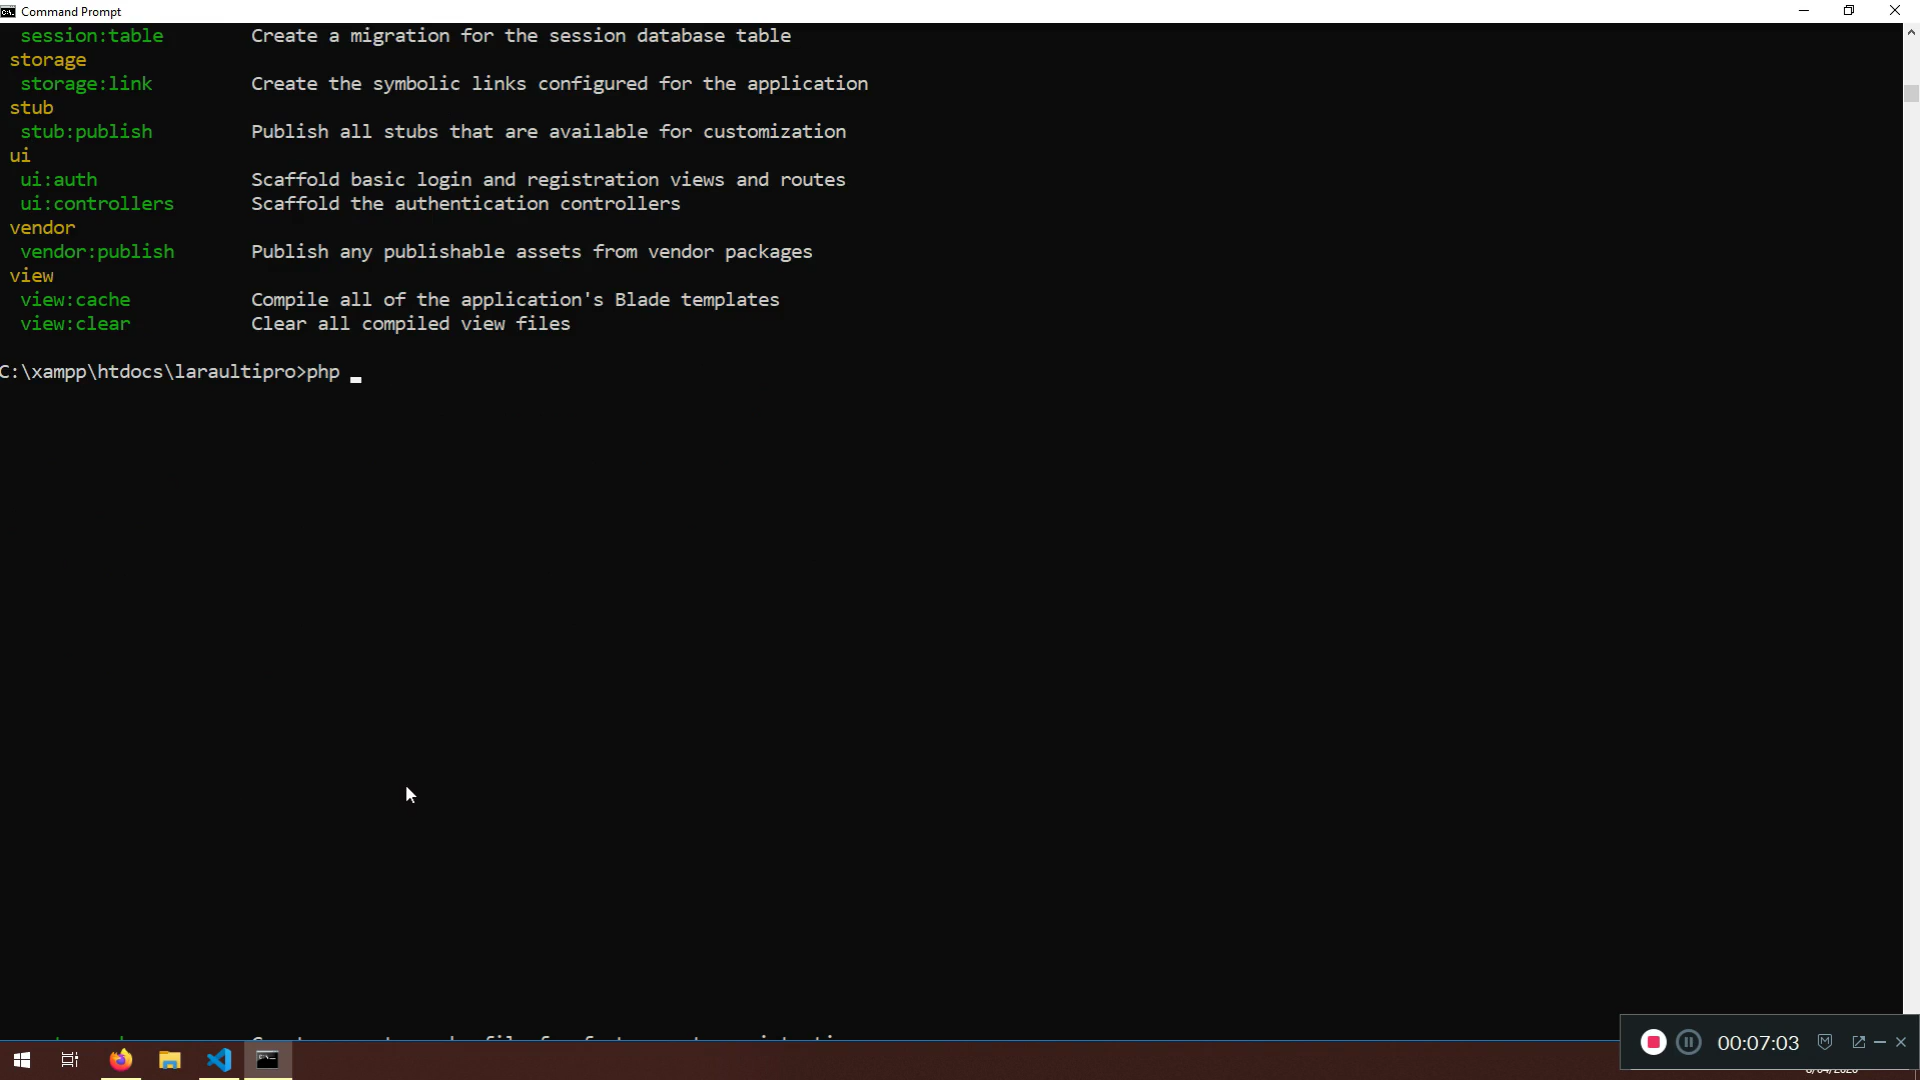 Command Prompt
session:table Create a migration for the session database table
storage
storage:link Create the symbolic links configured for the application
stub
stub:publish Publish all stubs that are available for customization
ui
ui:auth Scaffold basic login and registration views and routes
ui:controllers Scaffold the authentication controllers
vendor
vendor:publish Publish any publishable assets from vendor packages
view
view:cache Compile all of the application's Blade templates
view:clear Clear all compiled view files
C:\xampp\htdocs\laraultipro>php _
00:07:03